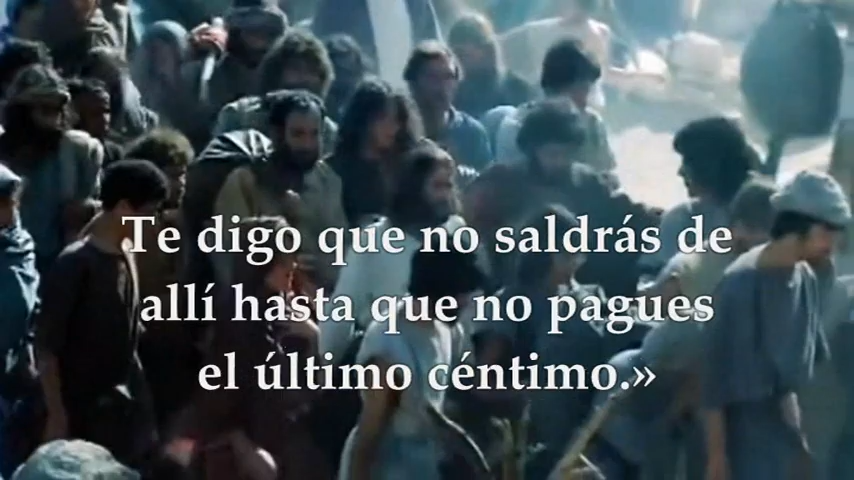 Te digo que no saldrás de
allí hasta que no pagues
el último céntimo.»